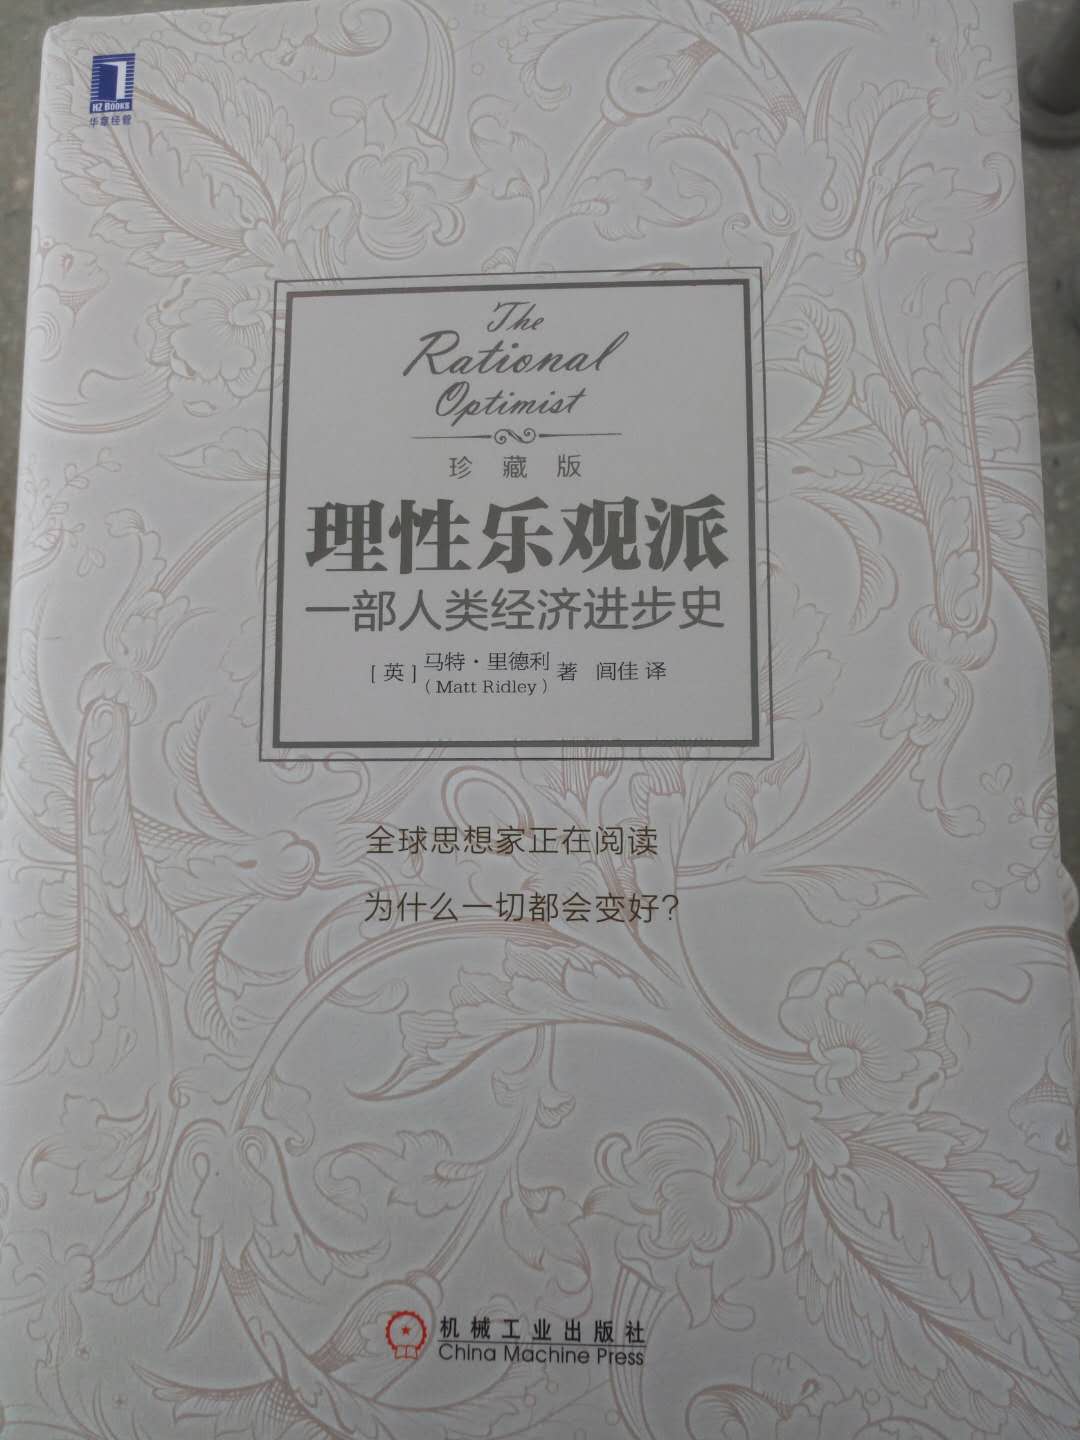 HZ BOOKS
华章经管
The
Rational
Optimist
珍藏版
理性乐观派
一部人类经济进步史
[英] 马特·里德利 著 闾佳 译
(Matt Ridley)
全球思想家正在阅读
为什么一切都会变好?
机械工业出版社
China Machine Press